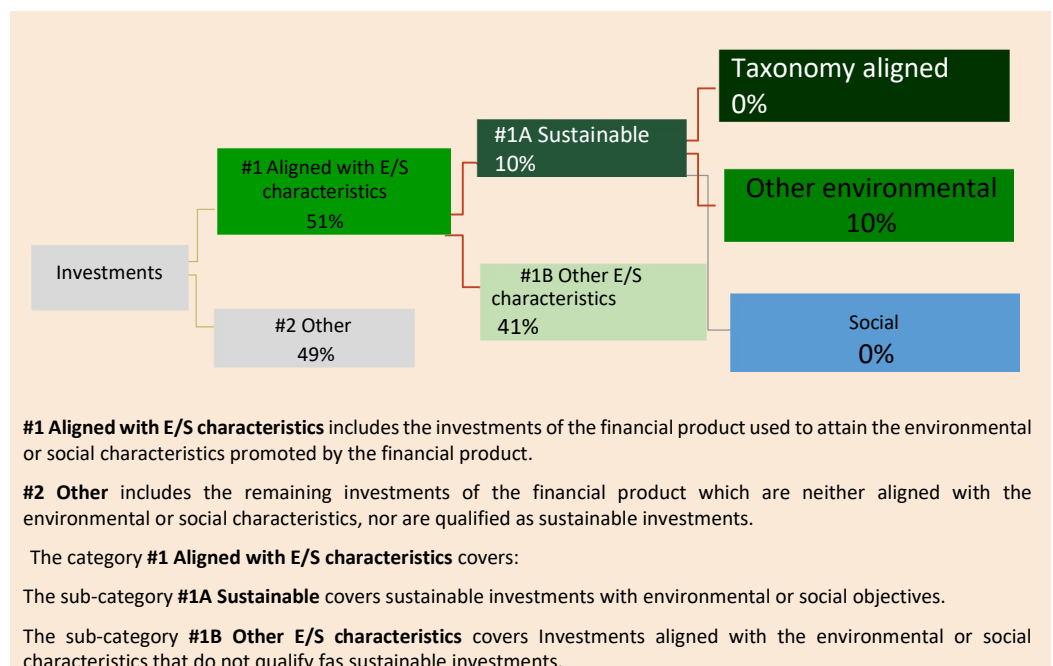 Taxonomy aligned
0%
#1A Sustainable
10%
#1 Aligned with E/S
characteristics
51%
Other environmental
10%
Investments
#1B Other E/S
characteristics
41%
#2 Other
49%
Social
0%
#1 Aligned with E/S characteristics includes the investments of the financial product used to attain the environmental
or social characteristics promoted by the financial product.
#2 Other includes the remaining investments of the financial product which are neither aligned with the
environmental or social characteristics, nor are qualified as sustainable investments.
The category #1 Aligned with E/S characteristics covers:
The sub-category #1A Sustainable covers sustainable investments with environmental or social objectives.
The sub-category #1B Other E/S characteristics covers Investments aligned with the environmental or social
characteristics that do not qualify fas sustainable investments.